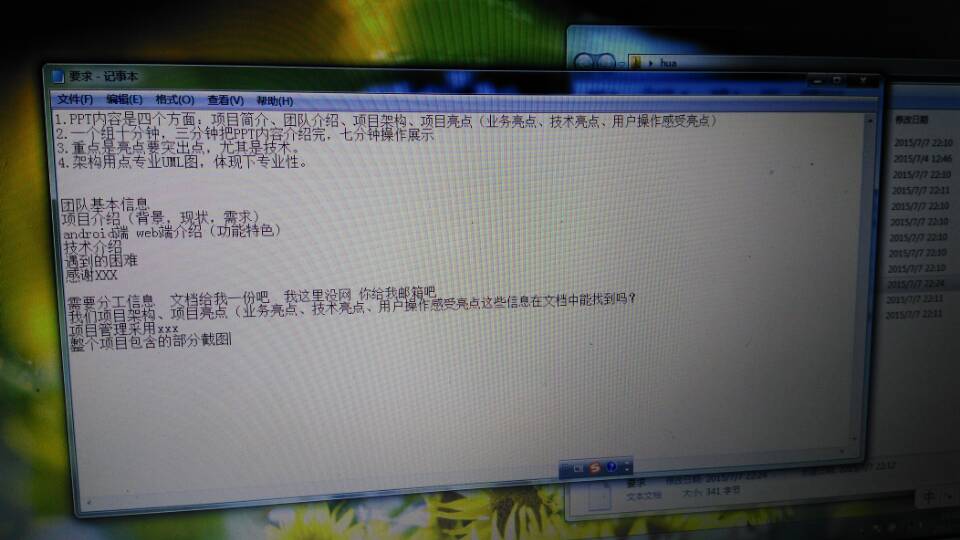 hua
要求 - 记事本
文件(F) 编辑(E) 格式(O) 查看(V) 帮助(H)
1.PPT内容是四个方面：项目简介、团队介绍、项目架构、项目亮点（业务亮点、技术亮点、用户操作感受亮点）
2.一个组十分钟，三分钟把PPT内容介绍完，七分钟操作展示
3.重点是亮点要突出点，尤其是技术。
4.架构用点专业UML图，体现下专业性。
团队基本信息
项目介绍（背景，现状，需求）
android端 web端介绍（功能特色）
技术介绍
遇到的困难
感谢XXX
需要分工信息 文档给我一份吧 我这里没网 你给我邮箱吧
我们项目架构、项目亮点（业务亮点、技术亮点、用户操作感受亮点这些信息在文档中能找到吗？
项目管理采用xxx
整个项目包含的部分截图
修改日期
2015/7/7 22:10
2015/7/4 12:46
2015/7/7 22:10
2015/7/7 22:11
2015/7/7 22:10
2015/7/7 22:10
2015/7/7 22:10
2015/7/7 22:10
2015/7/7 22:10
2015/7/7 22:24
2015/7/7 22:11
2015/7/7 22:11
要求 修改日期: 2015/7/7 22:24
文本文档 大小: 341 字节
中